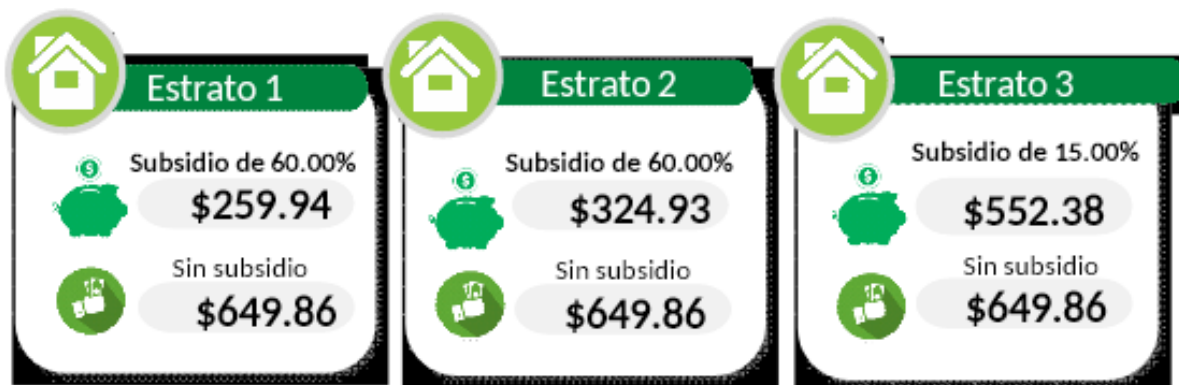 Estrato 1
Subsidio de 60.00%
$259.94
Sin subsidio
$649.86
Estrato 2
Subsidio de 60.00%
$324.93
Sin subsidio
$649.86
Estrato 3
Subsidio de 15.00%
$552.38
Sin subsidio
$649.86